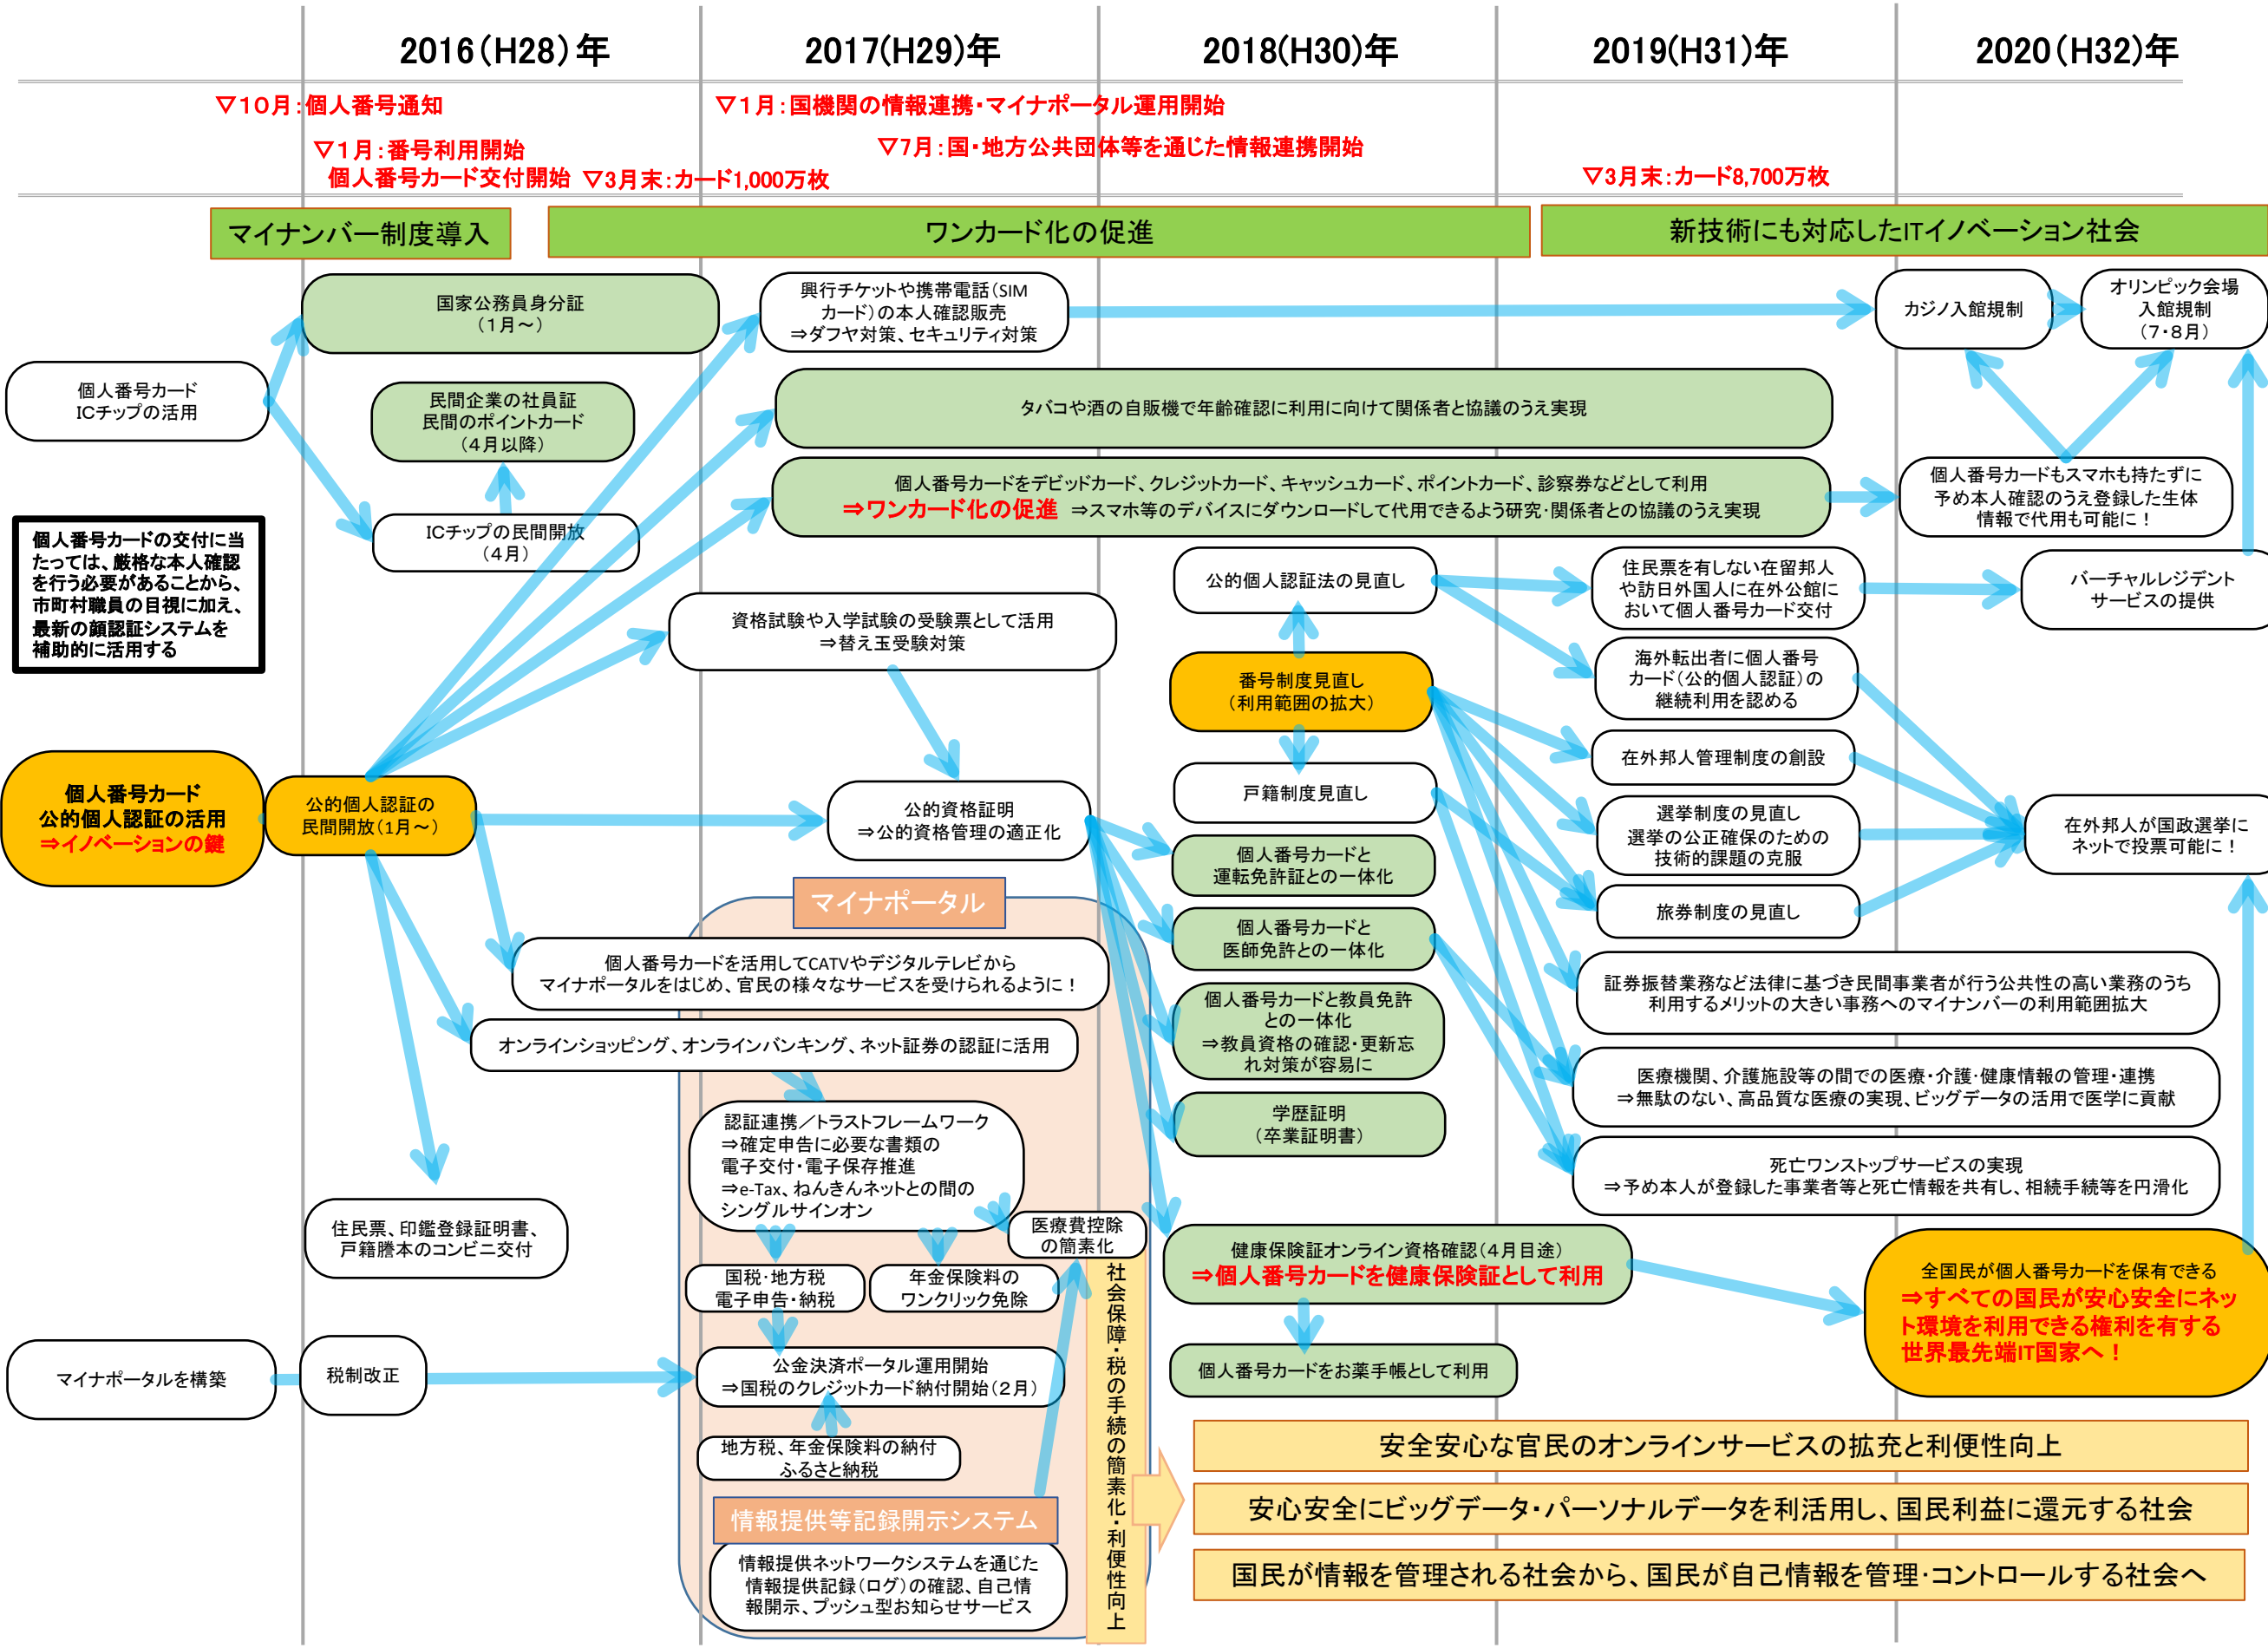 2016(H28)年
2017(H29)年
2018(H30)年
2019(H31)年
2020(H32)年
▽10月:個人番号通知
▽1月:番号利用開始
個人番号カード交付開始
▽3月末:カード1,000万枚
▽1月:国機関の情報連携・マイナポータル運用開始
▽7月:国・地方公共団体等を通じた情報連携開始
▽3月末:カード8,700万枚
マイナンバー制度導入
ワンカード化の促進
新技術にも対応したITイノベーション社会
個人番号カード
ICチップの活用
国家公務員身分証
(1月～)
民間企業の社員証
民間のポイントカード
(4月以降)
ICチップの民間開放
(4月)
興行チケットや携帯電話(SIM
カード)の本人確認販売
⇒ダフヤ対策、セキュリティ対策
カジノ入館規制
オリンピック会場
入館規制
(7・8月)
タバコや酒の自販機で年齢確認に利用に向けて関係者と協議のうえ実現
個人番号カードをデビッドカード、クレジットカード、キャッシュカード、ポイントカード、診察券などとして利用
⇒ワンカード化の促進 ⇒スマホ等のデバイスにダウンロードして代用できるよう研究・関係者との協議のうえ実現
個人番号カードもスマホも持たずに
予め本人確認のうえ登録した生体
情報で代用も可能に!
個人番号カードの交付に当
たっては、厳格な本人確認
を行う必要があることから、
市町村職員の目視に加え、
最新の顔認証システムを
補助的に活用する
資格試験や入学試験の受験票として活用
⇒替え玉受験対策
公的個人認証法の見直し
住民票を有しない在留邦人
や訪日外国人に在外公館に
おいて個人番号カード交付
バーチャルレジデント
サービスの提供
番号制度見直し
(利用範囲の拡大)
海外転出者に個人番号
カード(公的個人認証)の
継続利用を認める
個人番号カード
公的個人認証の活用
⇒イノベーションの鍵
公的個人認証の
民間開放(1月～)
公的資格証明
⇒公的資格管理の適正化
戸籍制度見直し
在外邦人管理制度の創設
選挙制度の見直し
選挙の公正確保のための
技術的課題の克服
旅券制度の見直し
在外邦人が国政選挙に
ネットで投票可能に!
個人番号カードと
運転免許証との一体化
個人番号カードと
医師免許との一体化
個人番号カードと教員免許
との一体化
⇒教員資格の確認・更新忘
れ対策が容易に
学歴証明
(卒業証明書)
マイナポータル
個人番号カードを活用してCATVやデジタルテレビから
マイナポータルをはじめ、官民の様々なサービスを受けられるように!
オンラインショッピング、オンラインバンキング、ネット証券の認証に活用
証券振替業務など法律に基づき民間事業者が行う公共性の高い業務のうち
利用するメリットの大きい事務へのマイナンバーの利用範囲拡大
医療機関、介護施設等の間での医療・介護・健康情報の管理・連携
⇒無駄のない、高品質な医療の実現、ビッグデータの活用で医学に貢献
死亡ワンストップサービスの実現
⇒予め本人が登録した事業者等と死亡情報を共有し、相続手続等を円滑化
認証連携／トラストフレームワーク
⇒確定申告に必要な書類の
電子交付・電子保存推進
⇒e-Tax、ねんきんネットとの間の
シングルサインオン
住民票、印鑑登録証明書、
戸籍謄本のコンビニ交付
医療費控除
の簡素化
国税・地方税
電子申告・納税
年金保険料の
ワンクリック免除
社会保障・税の手続の簡素化・利便性向上
健康保険証オンライン資格確認(4月目途)
⇒個人番号カードを健康保険証として利用
個人番号カードをお薬手帳として利用
全国民が個人番号カードを保有できる
⇒すべての国民が安心安全にネッ
ト環境を利用できる権利を有する
世界最先端IT国家へ!
マイナポータルを構築
税制改正
公金決済ポータル運用開始
⇒国税のクレジットカード納付開始(2月)
地方税、年金保険料の納付
ふるさと納税
情報提供等記録開示システム
情報提供ネットワークシステムを通じた
情報提供記録(ログ)の確認、自己情
報開示、プッシュ型お知らせサービス
安全安心な官民のオンラインサービスの拡充と利便性向上
安心安全にビッグデータ・パーソナルデータを利活用し、国民利益に還元する社会
国民が情報を管理される社会から、国民が自己情報を管理・コントロールする社会へ